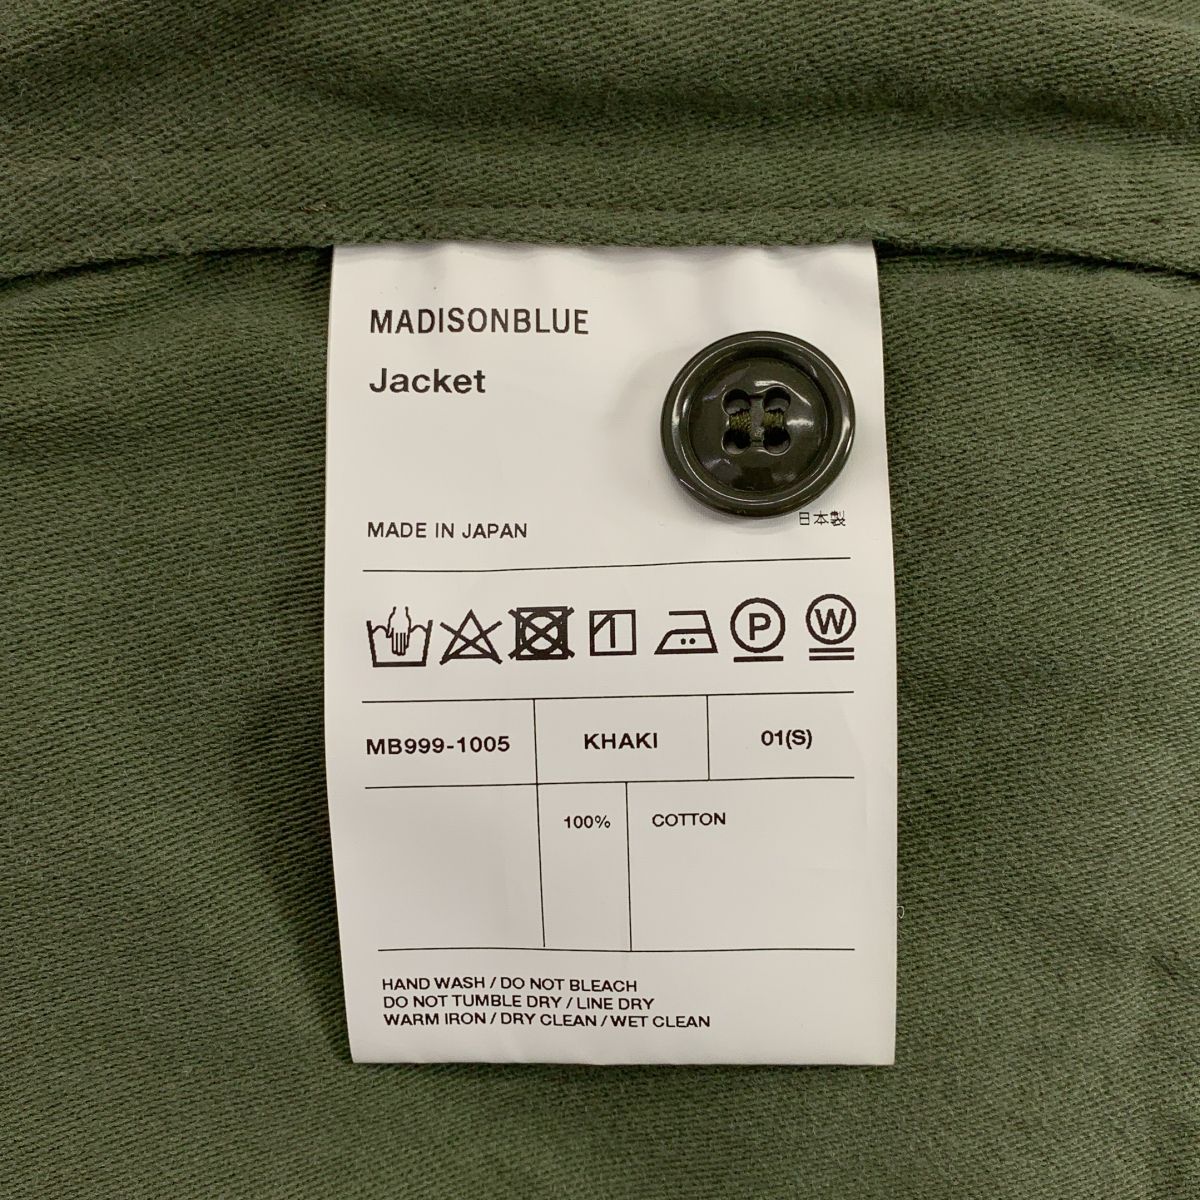 MADISONBLUE
Jacket
MADE IN JAPAN
日本製
P W
MB999-1005 KHAKI 01(S)
100% COTTON
HAND WASH / DO NOT BLEACH
DO NOT TUMBLE DRY / LINE DRY
WARM IRON / DRY CLEAN / WET CLEAN